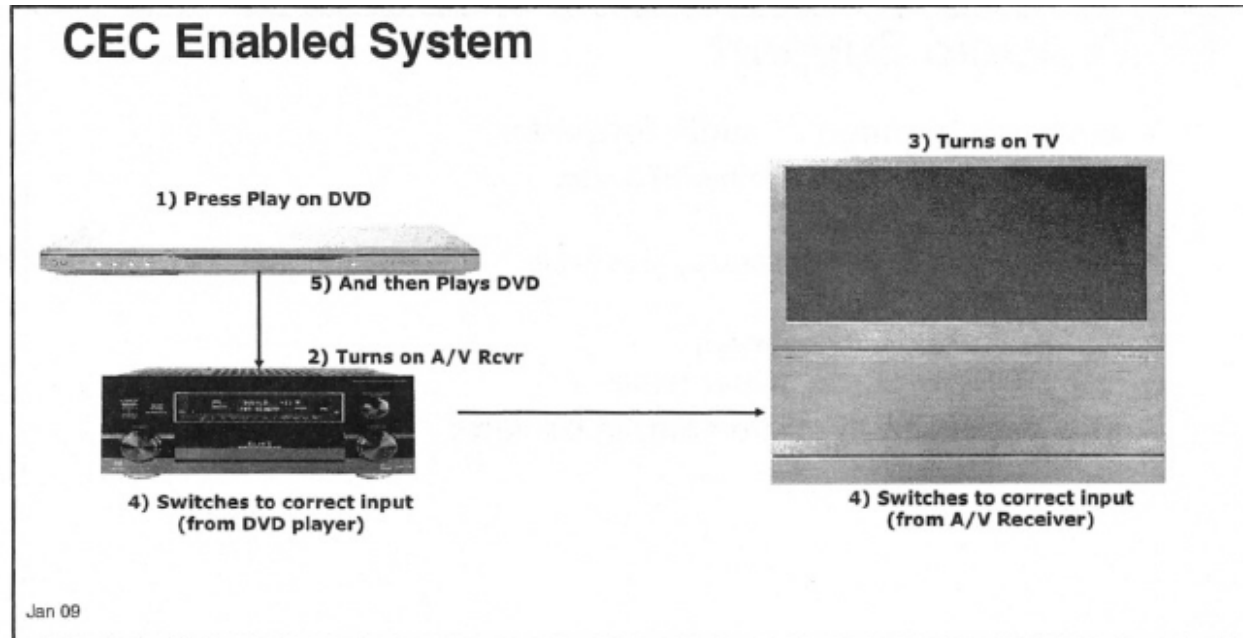 CEC Enabled System
3) Turns on TV
1) Press Play on DVD
5) And then Plays DVD
2) Turns on A/V Rcvr
4) Switches to correct input
(from DVD player)
4) Switches to correct input
(from A/V Receiver)
Jan 09